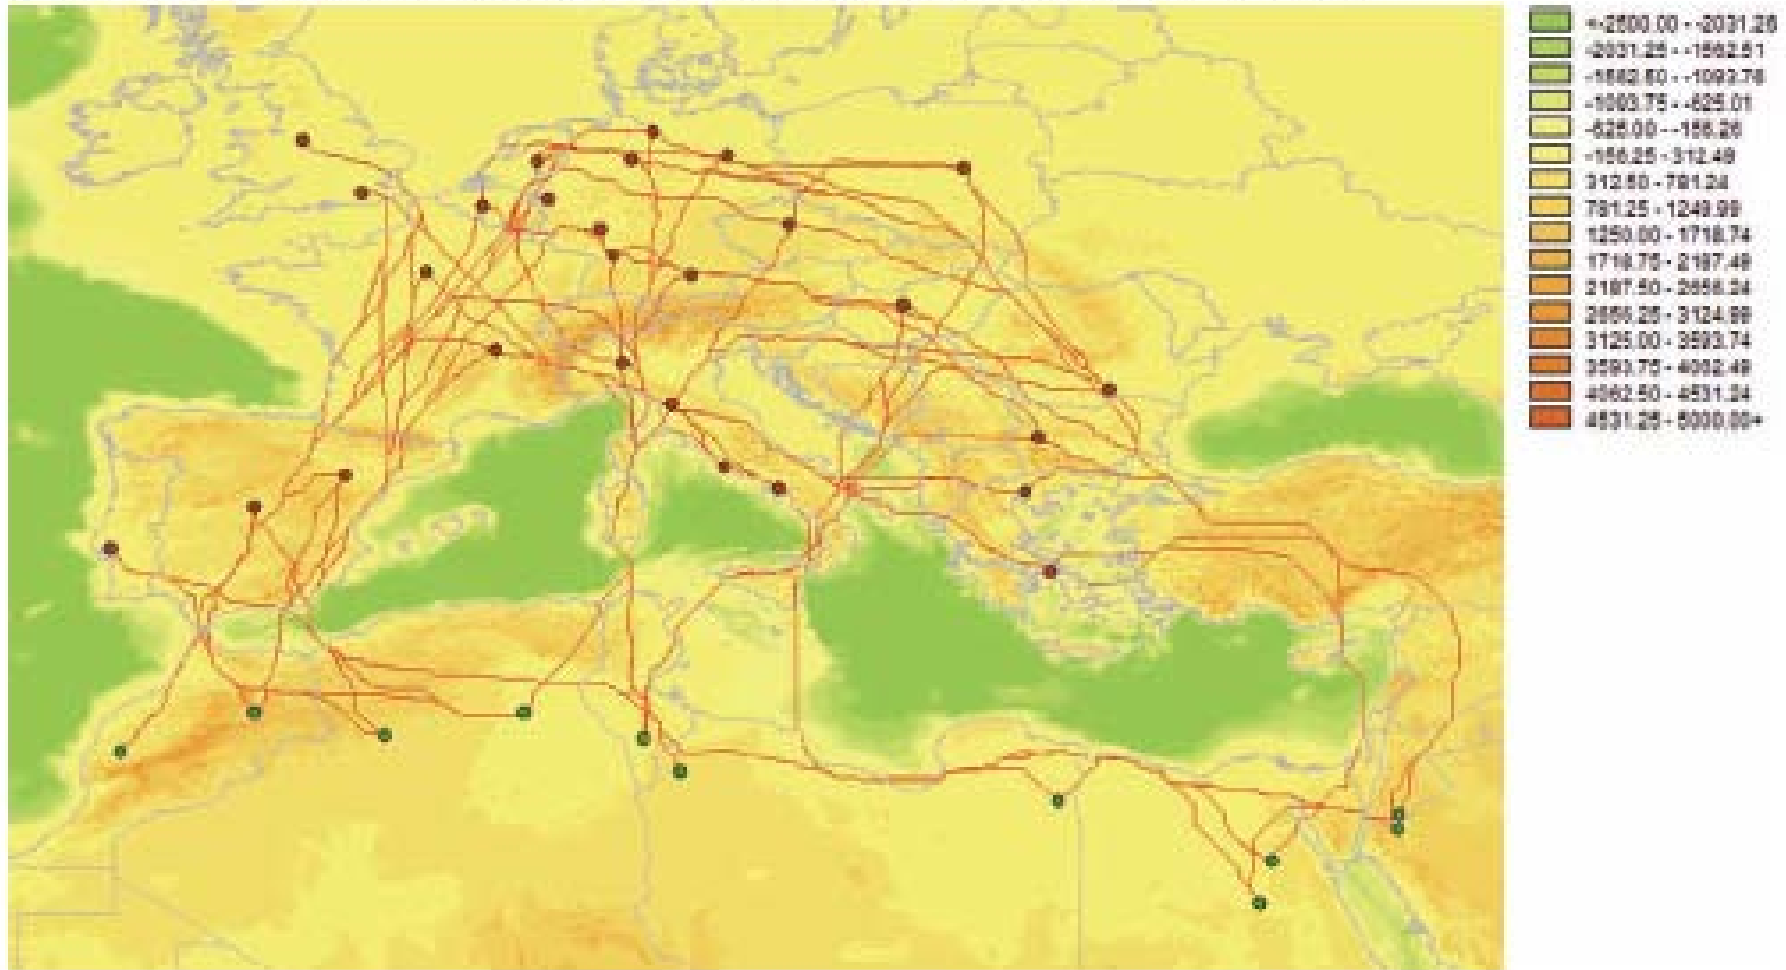 <-2500.00 - -2031.26
-2031.25 - -1562.51
-1562.50 - -1093.76
-1093.75 - -625.01
-625.00 - -156.26
-156.25 - 312.49
312.50 - 781.24
781.25 - 1249.99
1250.00 - 1718.74
1718.75 - 2187.49
2187.50 - 2656.24
2656.25 - 3124.99
3125.00 - 3593.74
3593.75 - 4062.49
4062.50 - 4531.24
4531.25 - 5000.00+